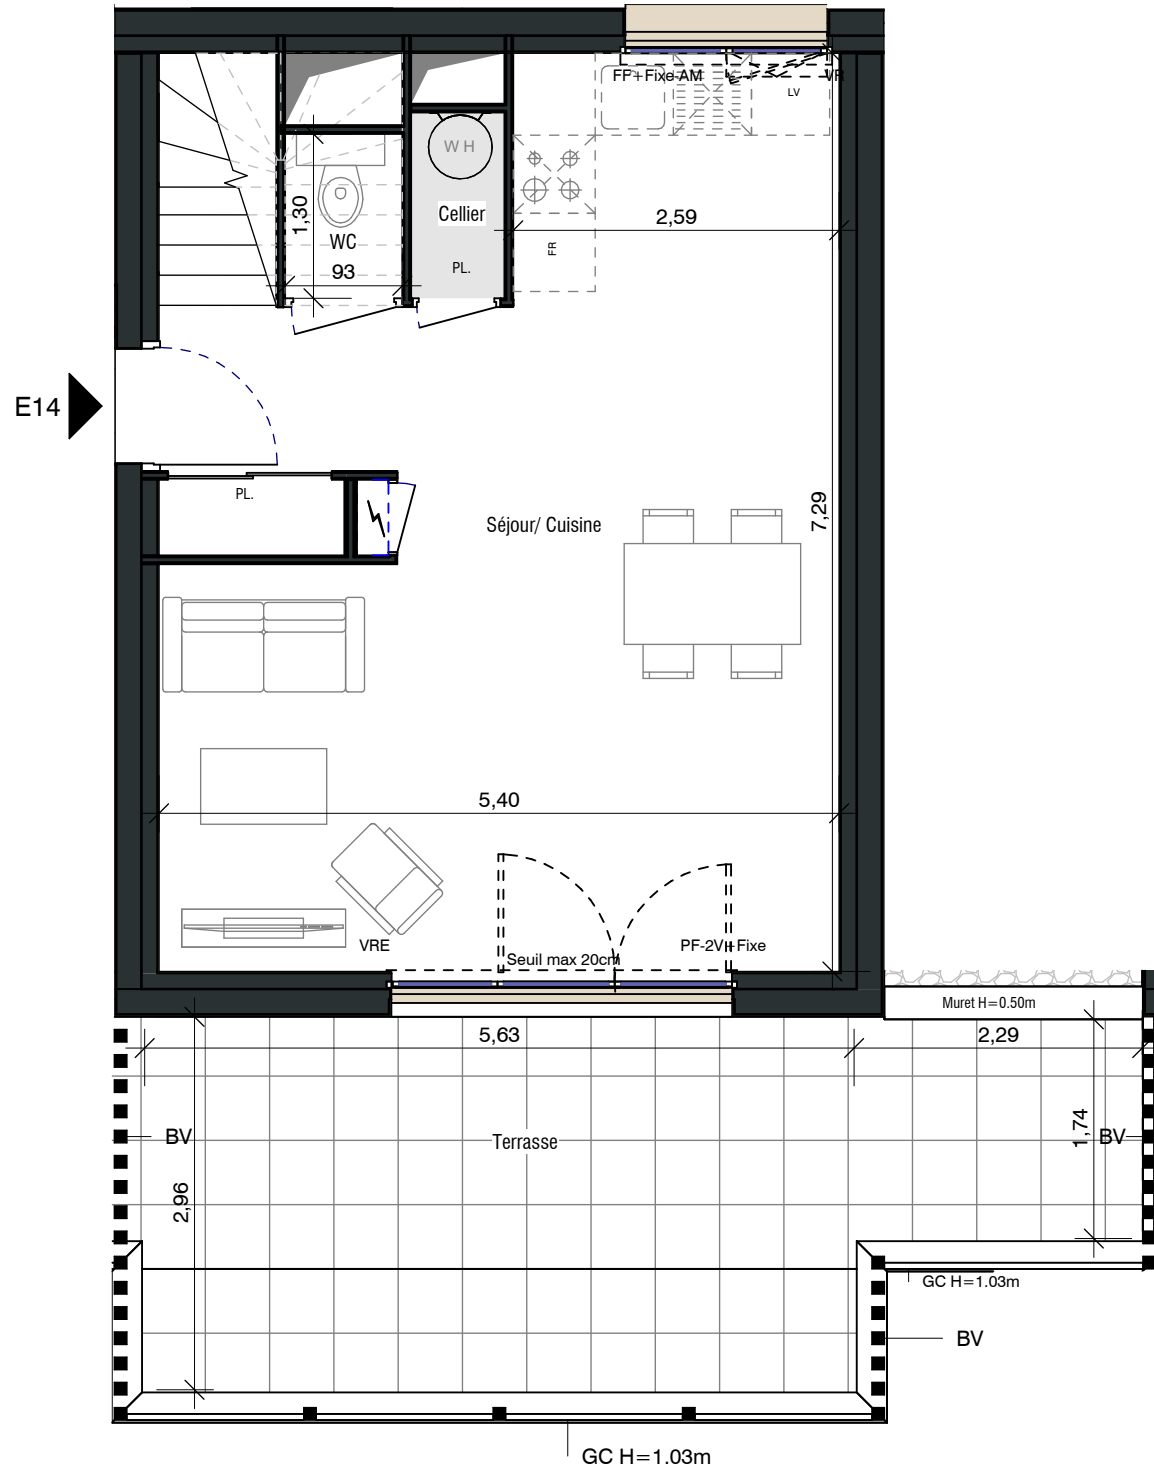 FP+Fixe-AM
VR
LV
W H
1,30
Cellier
2,59
WC
FR
93
PL.
E14
PL.
Séjour/ Cuisine
7,29
5,40
VRE
PF-2V+Fixe
Seuil max 20cm
Muret H=0.50m
5,63
2,29
BV
Terrasse
1,74
BV
2,96
GC H=1.03m
BV
GC H=1.03m